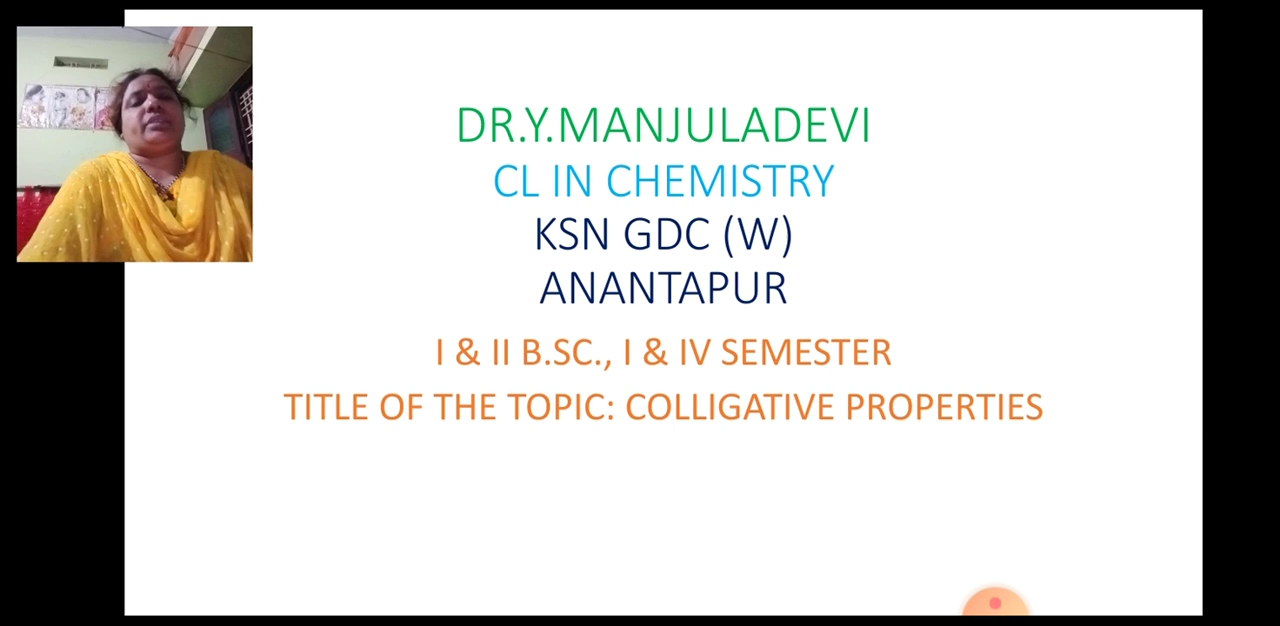 DR.Y.MANJULADEVI
CL IN CHEMISTRY
KSN GDC (W)
ANANTAPUR
I & II B.SC., I & IV SEMESTER
TITLE OF THE TOPIC: COLLIGATIVE PROPERTIES